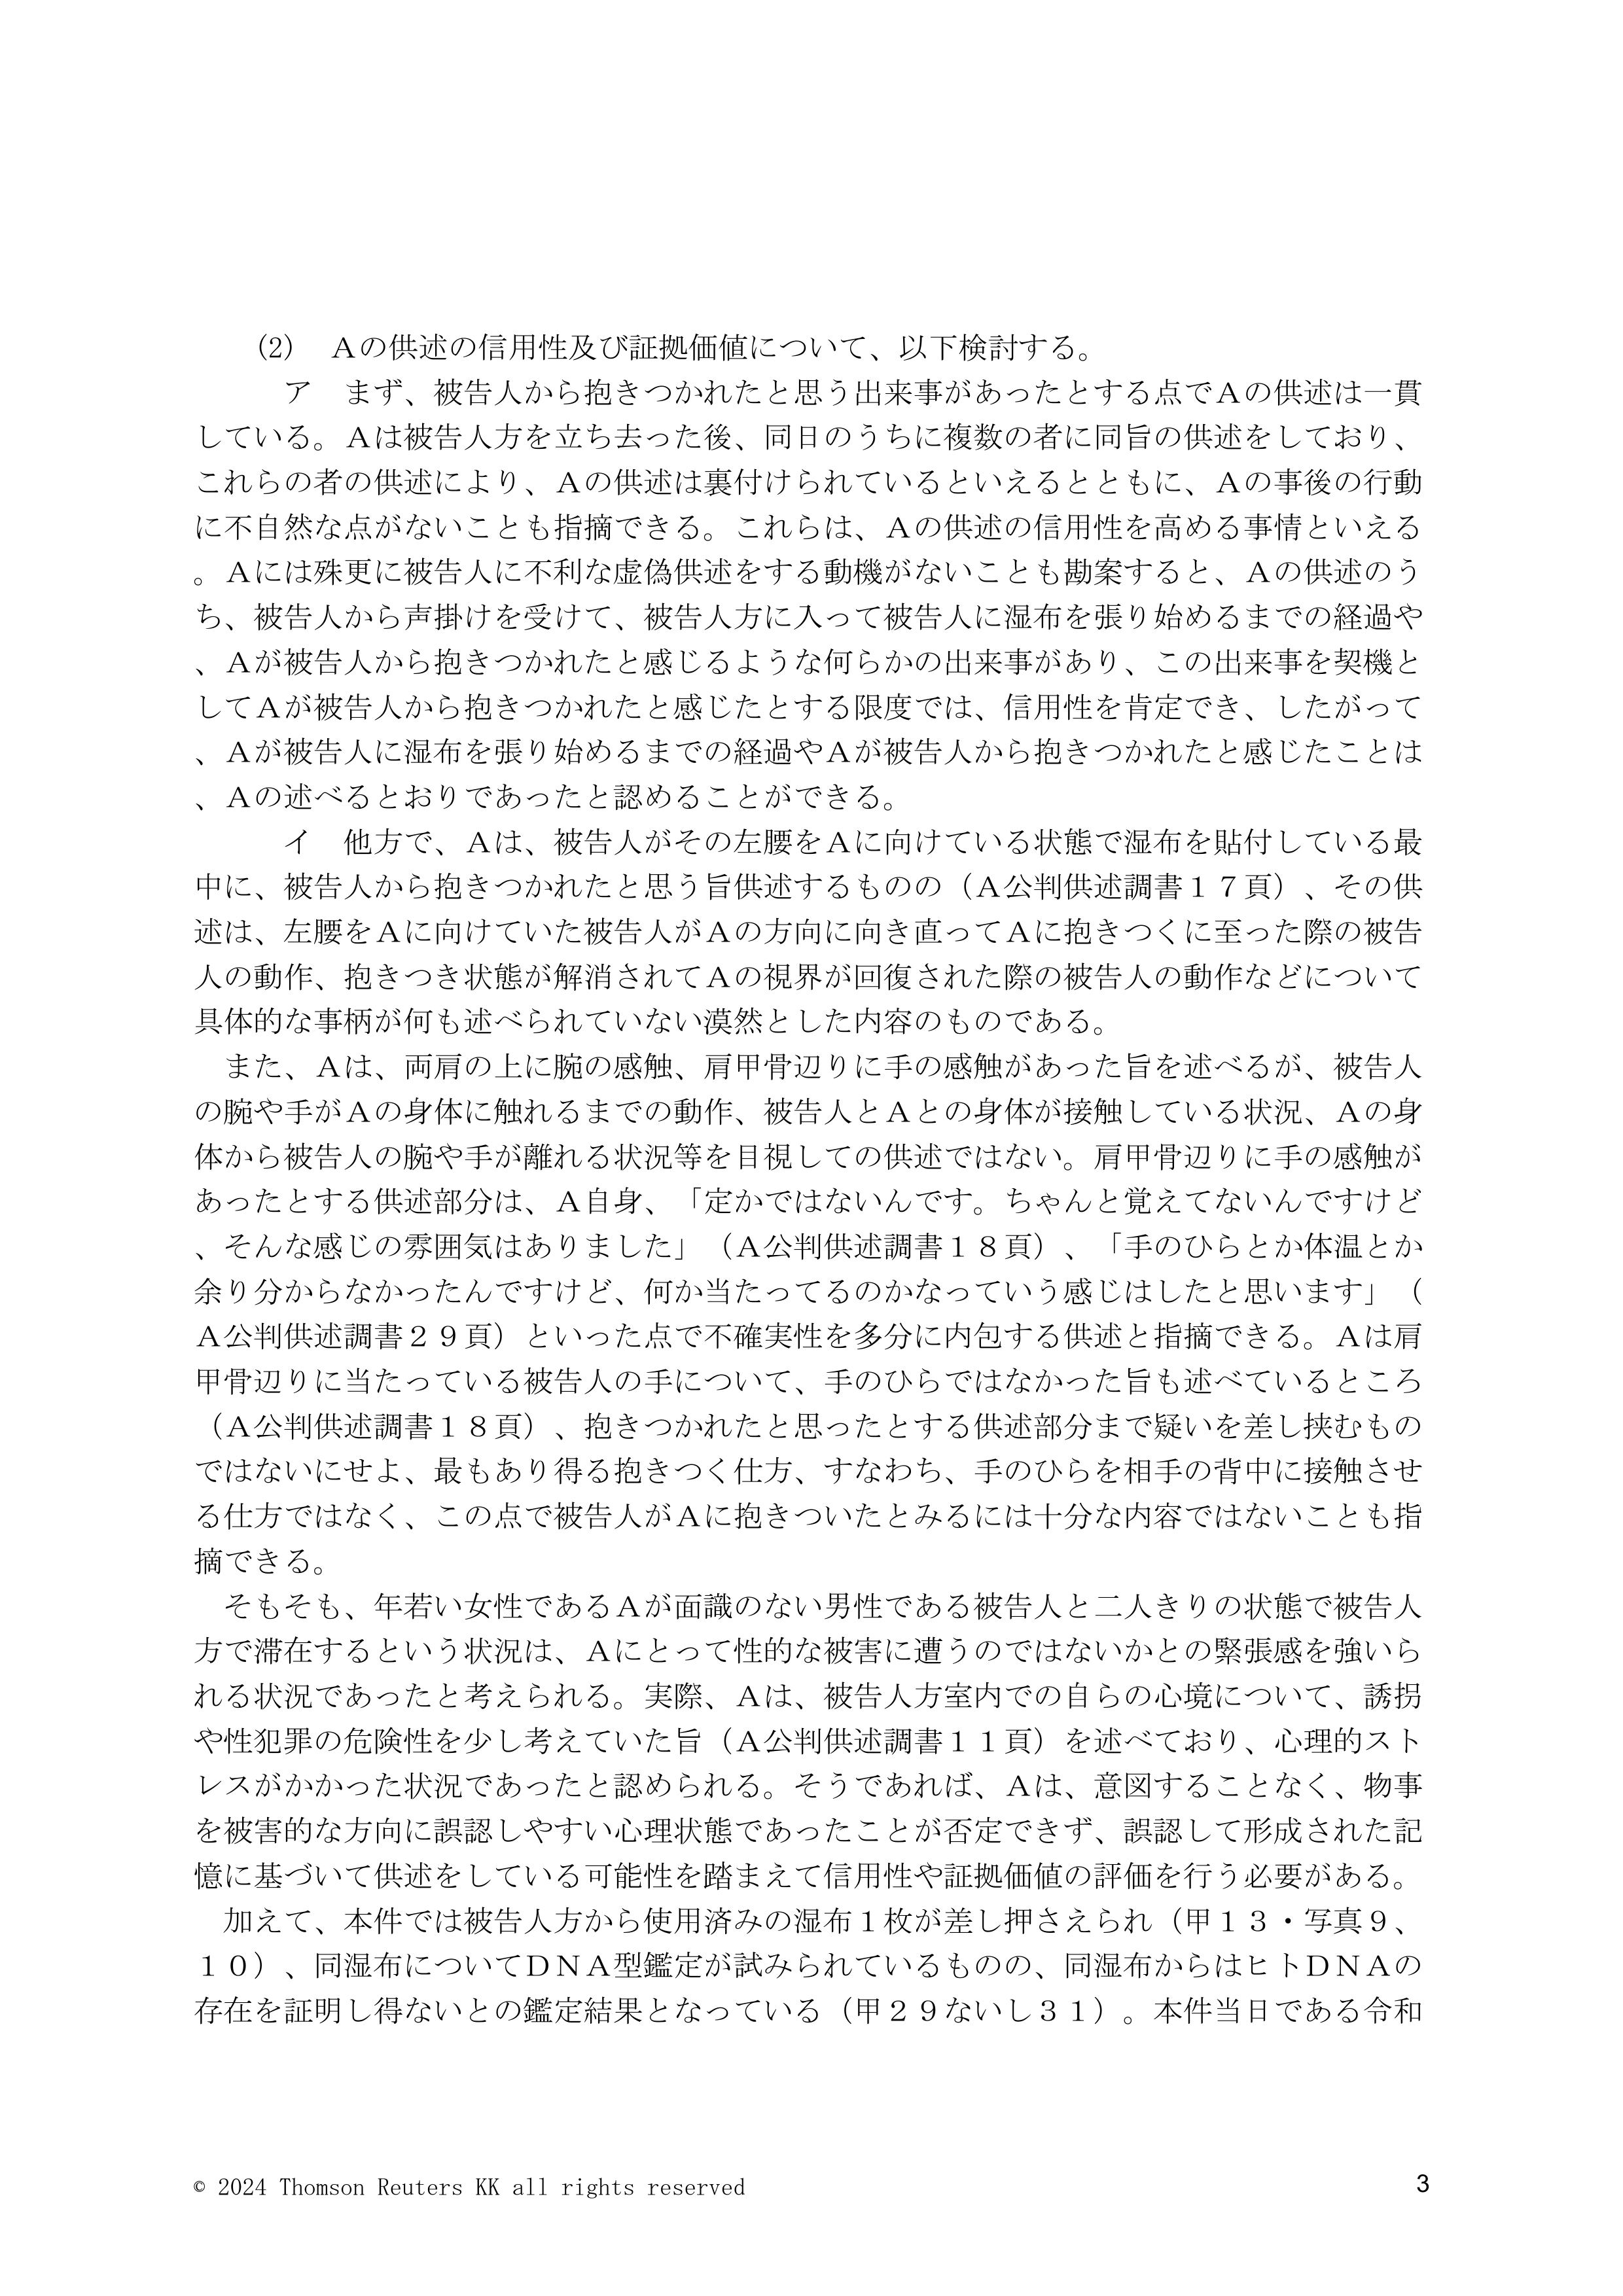 (2)　Ａの供述の信用性及び証拠価値について、以下検討する。
ア　まず、被告人から抱きつかれたと思う出来事があったとする点でＡの供述は一貫
している。Ａは被告人方を立ち去った後、同日のうちに複数の者に同旨の供述をしており、
これらの者の供述により、Ａの供述は裏付けられているといえるとともに、Ａの事後の行動
に不自然な点がないことも指摘できる。これらは、Ａの供述の信用性を高める事情といえる
。Ａには殊更に被告人に不利な虚偽供述をする動機がないことも勘案すると、Ａの供述のう
ち、被告人から声掛けを受けて、被告人方に入って被告人に湿布を張り始めるまでの経過や
、Ａが被告人から抱きつかれたと感じるような何らかの出来事があり、この出来事を契機と
してＡが被告人から抱きつかれたと感じたとする限度では、信用性を肯定でき、したがって
、Ａが被告人に湿布を張り始めるまでの経過やＡが被告人から抱きつかれたと感じたことは
、Ａの述べるとおりであったと認めることができる。
イ　他方で、Ａは、被告人がその左腰をＡに向けている状態で湿布を貼付している最
中に、被告人から抱きつかれたと思う旨供述するものの（Ａ公判供述調書１７頁）、その供
述は、左腰をＡに向けていた被告人がＡの方向に向き直ってＡに抱きつくに至った際の被告
人の動作、抱きつき状態が解消されてＡの視界が回復された際の被告人の動作などについて
具体的な事柄が何も述べられていない漠然とした内容のものである。
また、Ａは、両肩の上に腕の感触、肩甲骨辺りに手の感触があった旨を述べるが、被告人
の腕や手がＡの身体に触れるまでの動作、被告人とＡとの身体が接触している状況、Ａの身
体から被告人の腕や手が離れる状況等を目視しての供述ではない。肩甲骨辺りに手の感触が
あったとする供述部分は、Ａ自身、「定かではないんです。ちゃんと覚えてないんですけど
、そんな感じの雰囲気はありました」（Ａ公判供述調書１８頁）、「手のひらとか体温とか
余り分からなかったんですけど、何か当たってるのかなっていう感じはしたと思います」（
Ａ公判供述調書２９頁）といった点で不確実性を多分に内包する供述と指摘できる。Ａは肩
甲骨辺りに当たっている被告人の手について、手のひらではなかった旨も述べているところ
（Ａ公判供述調書１８頁）、抱きつかれたと思ったとする供述部分まで疑いを差し挟むもの
ではないにせよ、最もあり得る抱きつく仕方、すなわち、手のひらを相手の背中に接触させ
る仕方ではなく、この点で被告人がＡに抱きついたとみるには十分な内容ではないことも指
摘できる。
そもそも、年若い女性であるＡが面識のない男性である被告人と二人きりの状態で被告人
方で滞在するという状況は、Ａにとって性的な被害に遭うのではないかとの緊張感を強いら
れる状況であったと考えられる。実際、Ａは、被告人方室内での自らの心境について、誘拐
や性犯罪の危険性を少し考えていた旨（Ａ公判供述調書１１頁）を述べており、心理的スト
レスがかかった状況であったと認められる。そうであれば、Ａは、意図することなく、物事
を被害的な方向に誤認しやすい心理状態であったことが否定できず、誤認して形成された記
憶に基づいて供述をしている可能性を踏まえて信用性や証拠価値の評価を行う必要がある。
加えて、本件では被告人方から使用済みの湿布１枚が差し押さえられ（甲１３・写真９、
１０）、同湿布についてＤＮＡ型鑑定が試みられているものの、同湿布からはヒトＤＮＡの
存在を証明し得ないとの鑑定結果となっている（甲２９ないし３１）。本件当日である令和
© 2024 Thomson Reuters KK all rights reserved
3